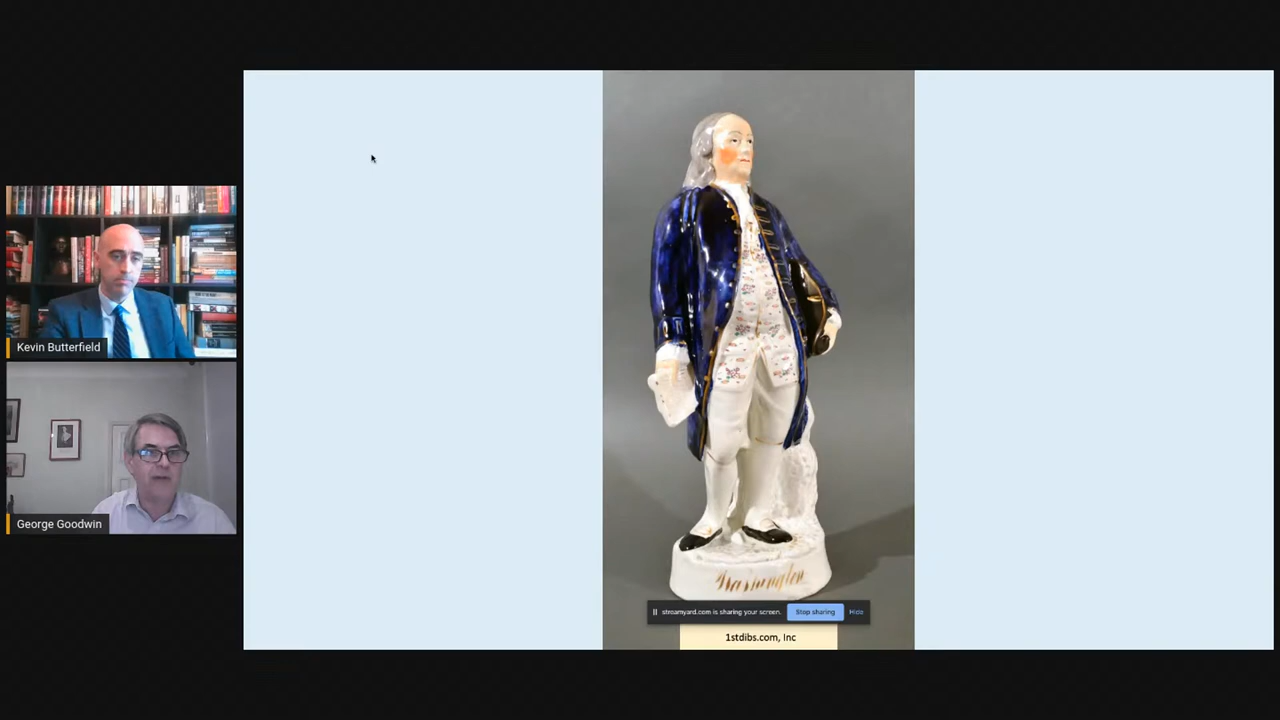 Kevin Butterfield
George Goodwin
Washington
streamyard.com is sharing your screen.
Stop sharing
Hide
1stdibs.com, Inc